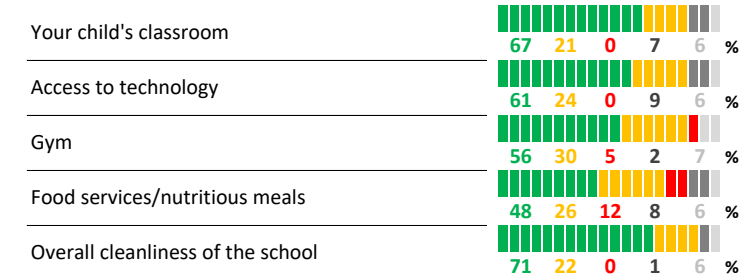 Your child's classroom
67 21 0 7 6 %
Access to technology
61 24 0 9 6 %
Gym
56 30 5 2 7 %
Food services/nutritious meals
48 26 12 8 6 %
Overall cleanliness of the school
71 22 0 1 6 %